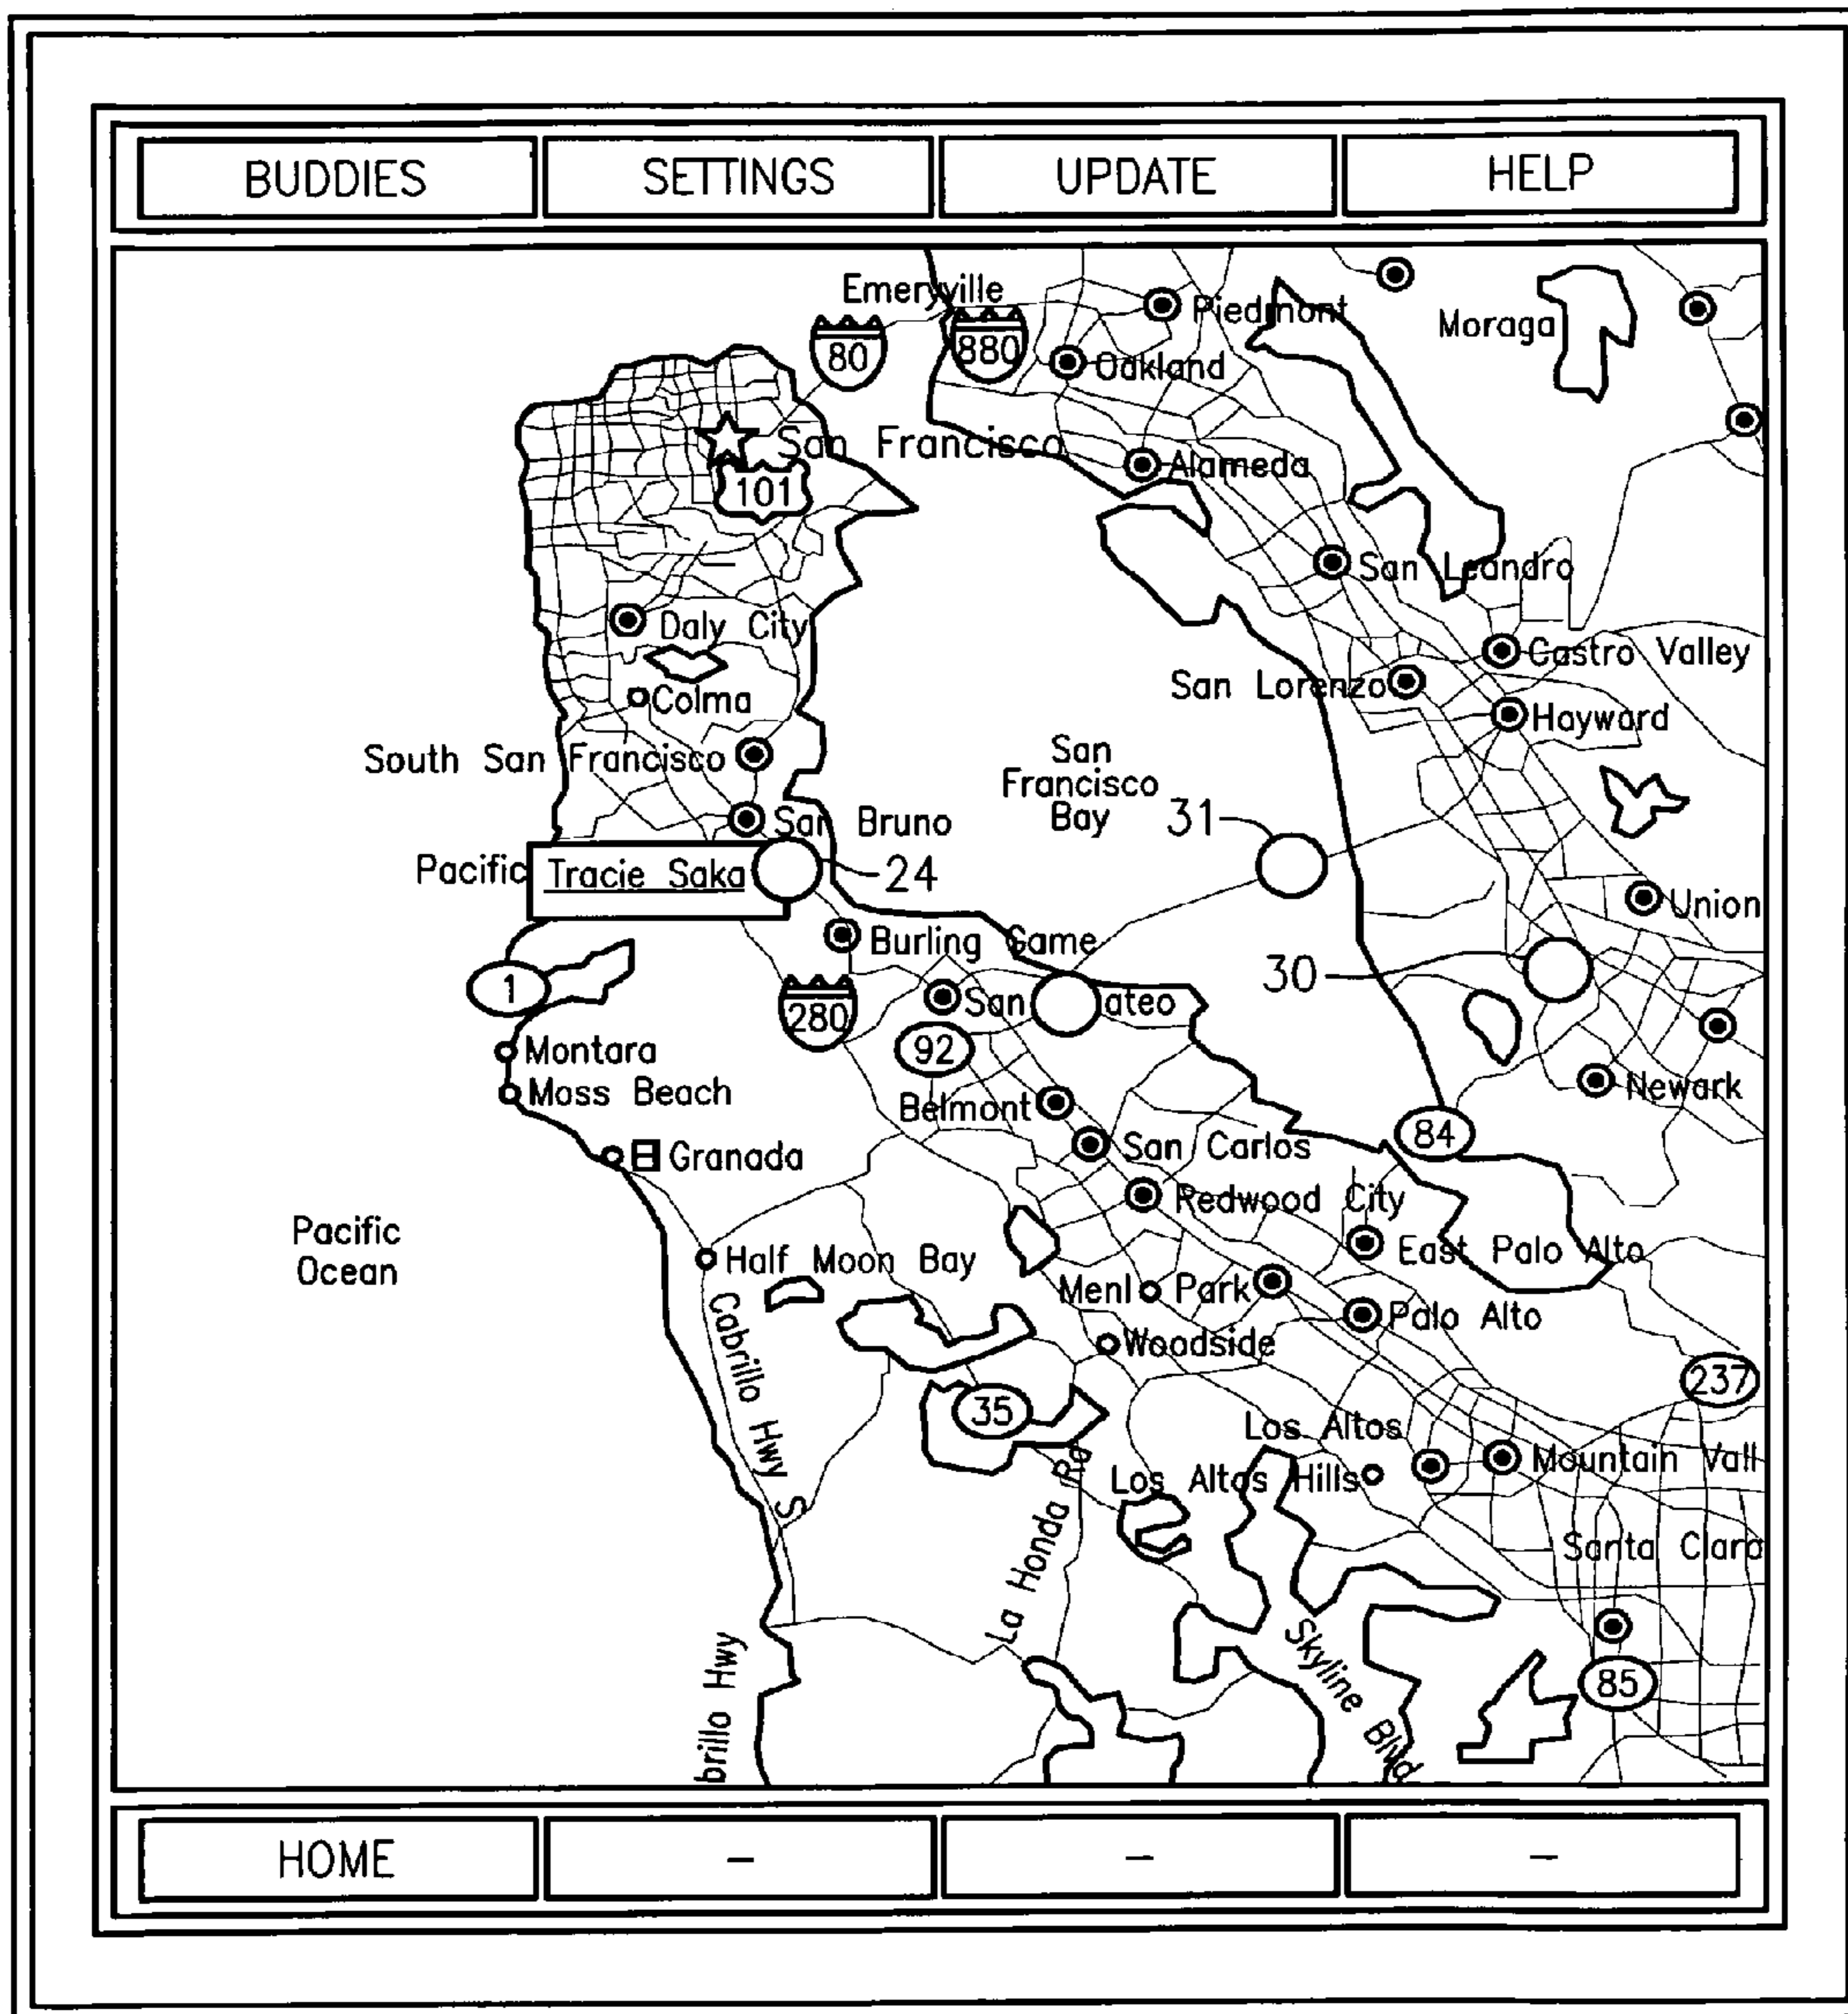 BUDDIES
SETTINGS
UPDATE
HELP
Emeryville
80
880
Piedmont
Moraga
Oakland
San Francisco
101
Alameda
San Leandro
Daly City
Castro Valley
San Lorenzo
Colma
Hayward
South San Francisco
San
Francisco
Bay
31
San Bruno
Pacific
Tracie Saka
24
Union
Burling Game
30
1
280
San ateo
92
Montara
Moss Beach
Newark
Belmont
84
San Carlos
Granada
Redwood City
Pacific
Ocean
East Palo Alto
Half Moon Bay
Menl Park
Palo Alto
Woodside
Cabrillo Hwy S
237
35
Los Altos
Mountain Vall
Los Altos Hills
La Honda Rd
Santa Clara
Skyline Blvd
85
brillo Hwy
HOME
–
–
–